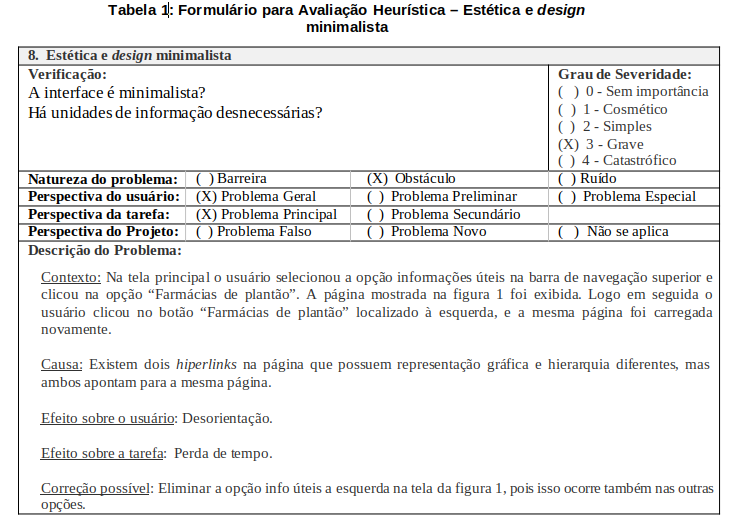 Tabela 1: Formulário para Avaliação Heurística – Estética e design
minimalista
8. Estética e design minimalista
Verificação:
A interface é minimalista?
Há unidades de informação desnecessárias?
Grau de Severidade:
( ) 0 - Sem importância
( ) 1 - Cosmético
( ) 2 - Simples
(X) 3 - Grave
( ) 4 - Catastrófico
Natureza do problema: ( ) Barreira (X) Obstáculo ( ) Ruído
Perspectiva do usuário: (X) Problema Geral ( ) Problema Preliminar ( ) Problema Especial
Perspectiva da tarefa: (X) Problema Principal ( ) Problema Secundário
Perspectiva do Projeto: ( ) Problema Falso ( ) Problema Novo ( ) Não se aplica
Descrição do Problema:
Contexto: Na tela principal o usuário selecionou a opção informações úteis na barra de navegação superior e
clicou na opção “Farmácias de plantão”. A página mostrada na figura 1 foi exibida. Logo em seguida o
usuário clicou no botão “Farmácias de plantão” localizado à esquerda, e a mesma página foi carregada
novamente.
Causa: Existem dois hiperlinks na página que possuem representação gráfica e hierarquia diferentes, mas
ambos apontam para a mesma página.
Efeito sobre o usuário: Desorientação.
Efeito sobre a tarefa: Perda de tempo.
Correção possível: Eliminar a opção info úteis a esquerda na tela da figura 1, pois isso ocorre também nas outras
opções.